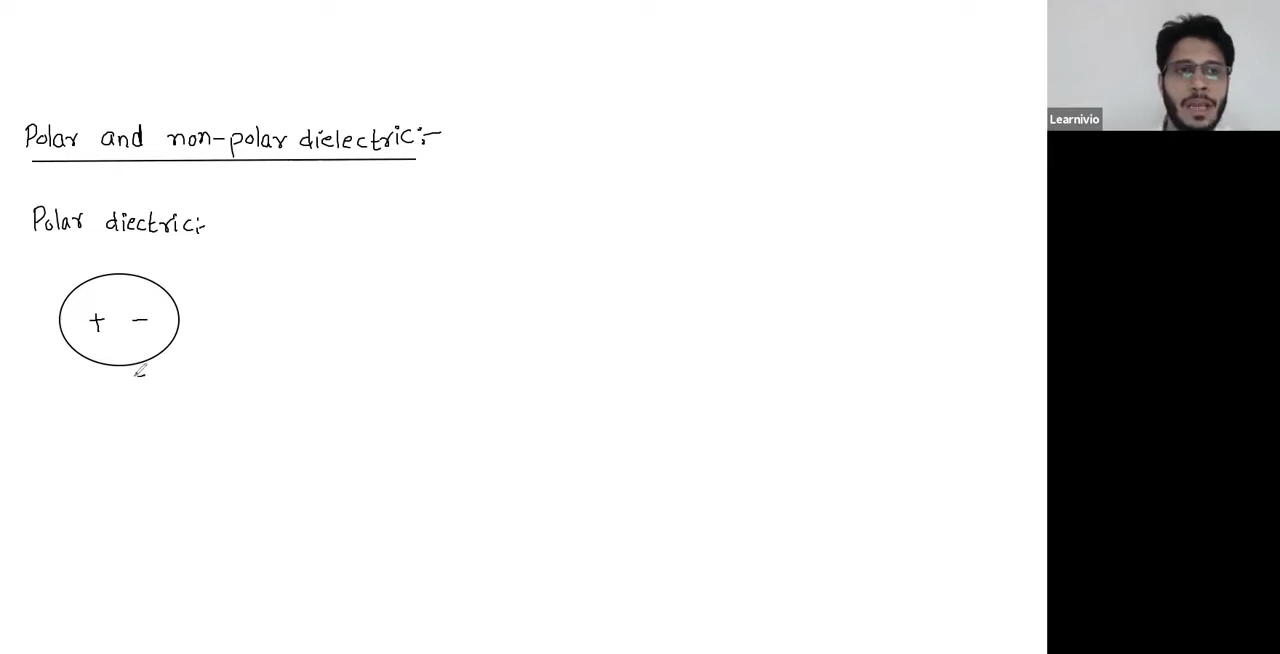 Polar and non-polar dielectric:-
Learnivio
Polar diectric:-
+ -